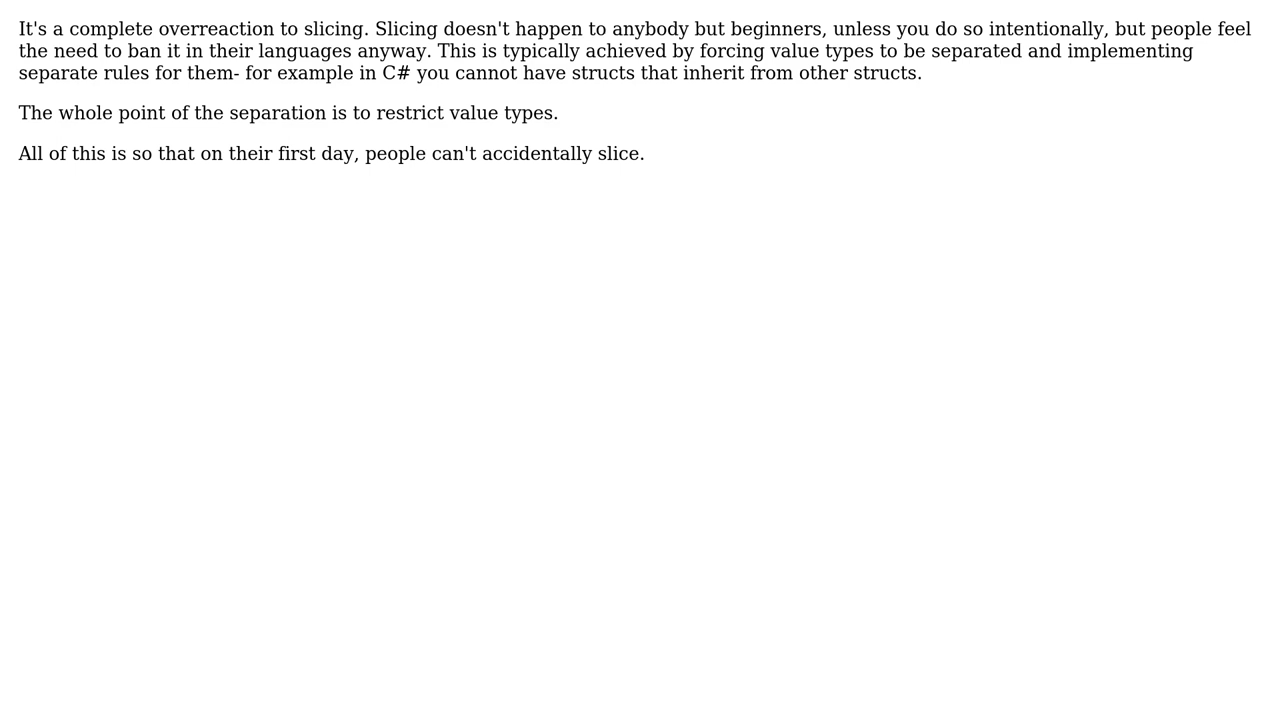 It's a complete overreaction to slicing. Slicing doesn't happen to anybody but beginners, unless you do so intentionally, but people feel
the need to ban it in their languages anyway. This is typically achieved by forcing value types to be separated and implementing
separate rules for them- for example in C# you cannot have structs that inherit from other structs.
The whole point of the separation is to restrict value types.
All of this is so that on their first day, people can't accidentally slice.